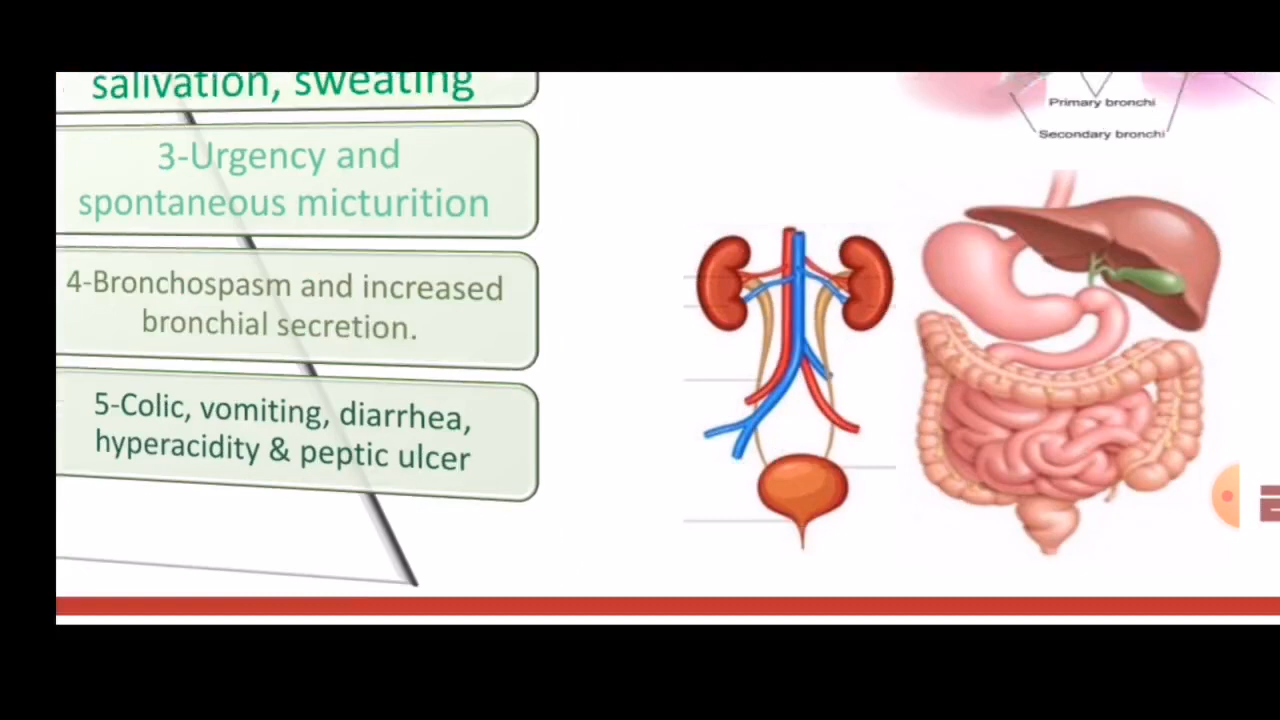 salivation, sweating
3-Urgency and
spontaneous micturition
4-Bronchospasm and increased
bronchial secretion.
5-Colic, vomiting, diarrhea,
hyperacidity & peptic ulcer
Primary bronchi
Secondary bronchi